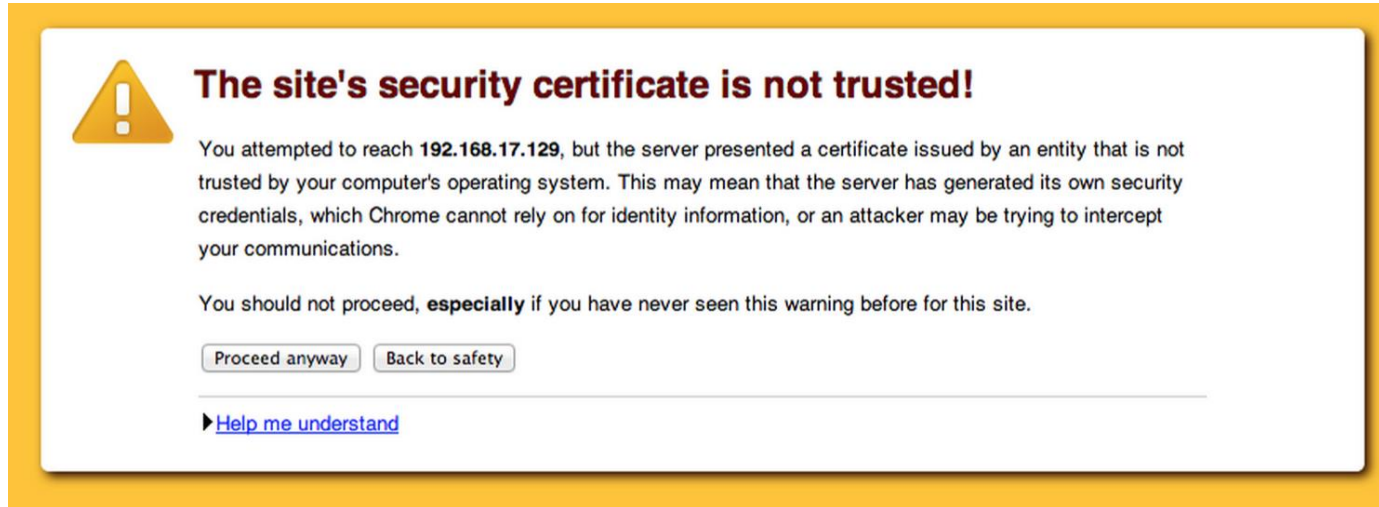 The site's security certificate is not trusted!
You attempted to reach 192.168.17.129, but the server presented a certificate issued by an entity that is not
trusted by your computer's operating system. This may mean that the server has generated its own security
credentials, which Chrome cannot rely on for identity information, or an attacker may be trying to intercept
your communications.
You should not proceed, especially if you have never seen this warning before for this site.
Proceed anyway Back to safety
Help me understand